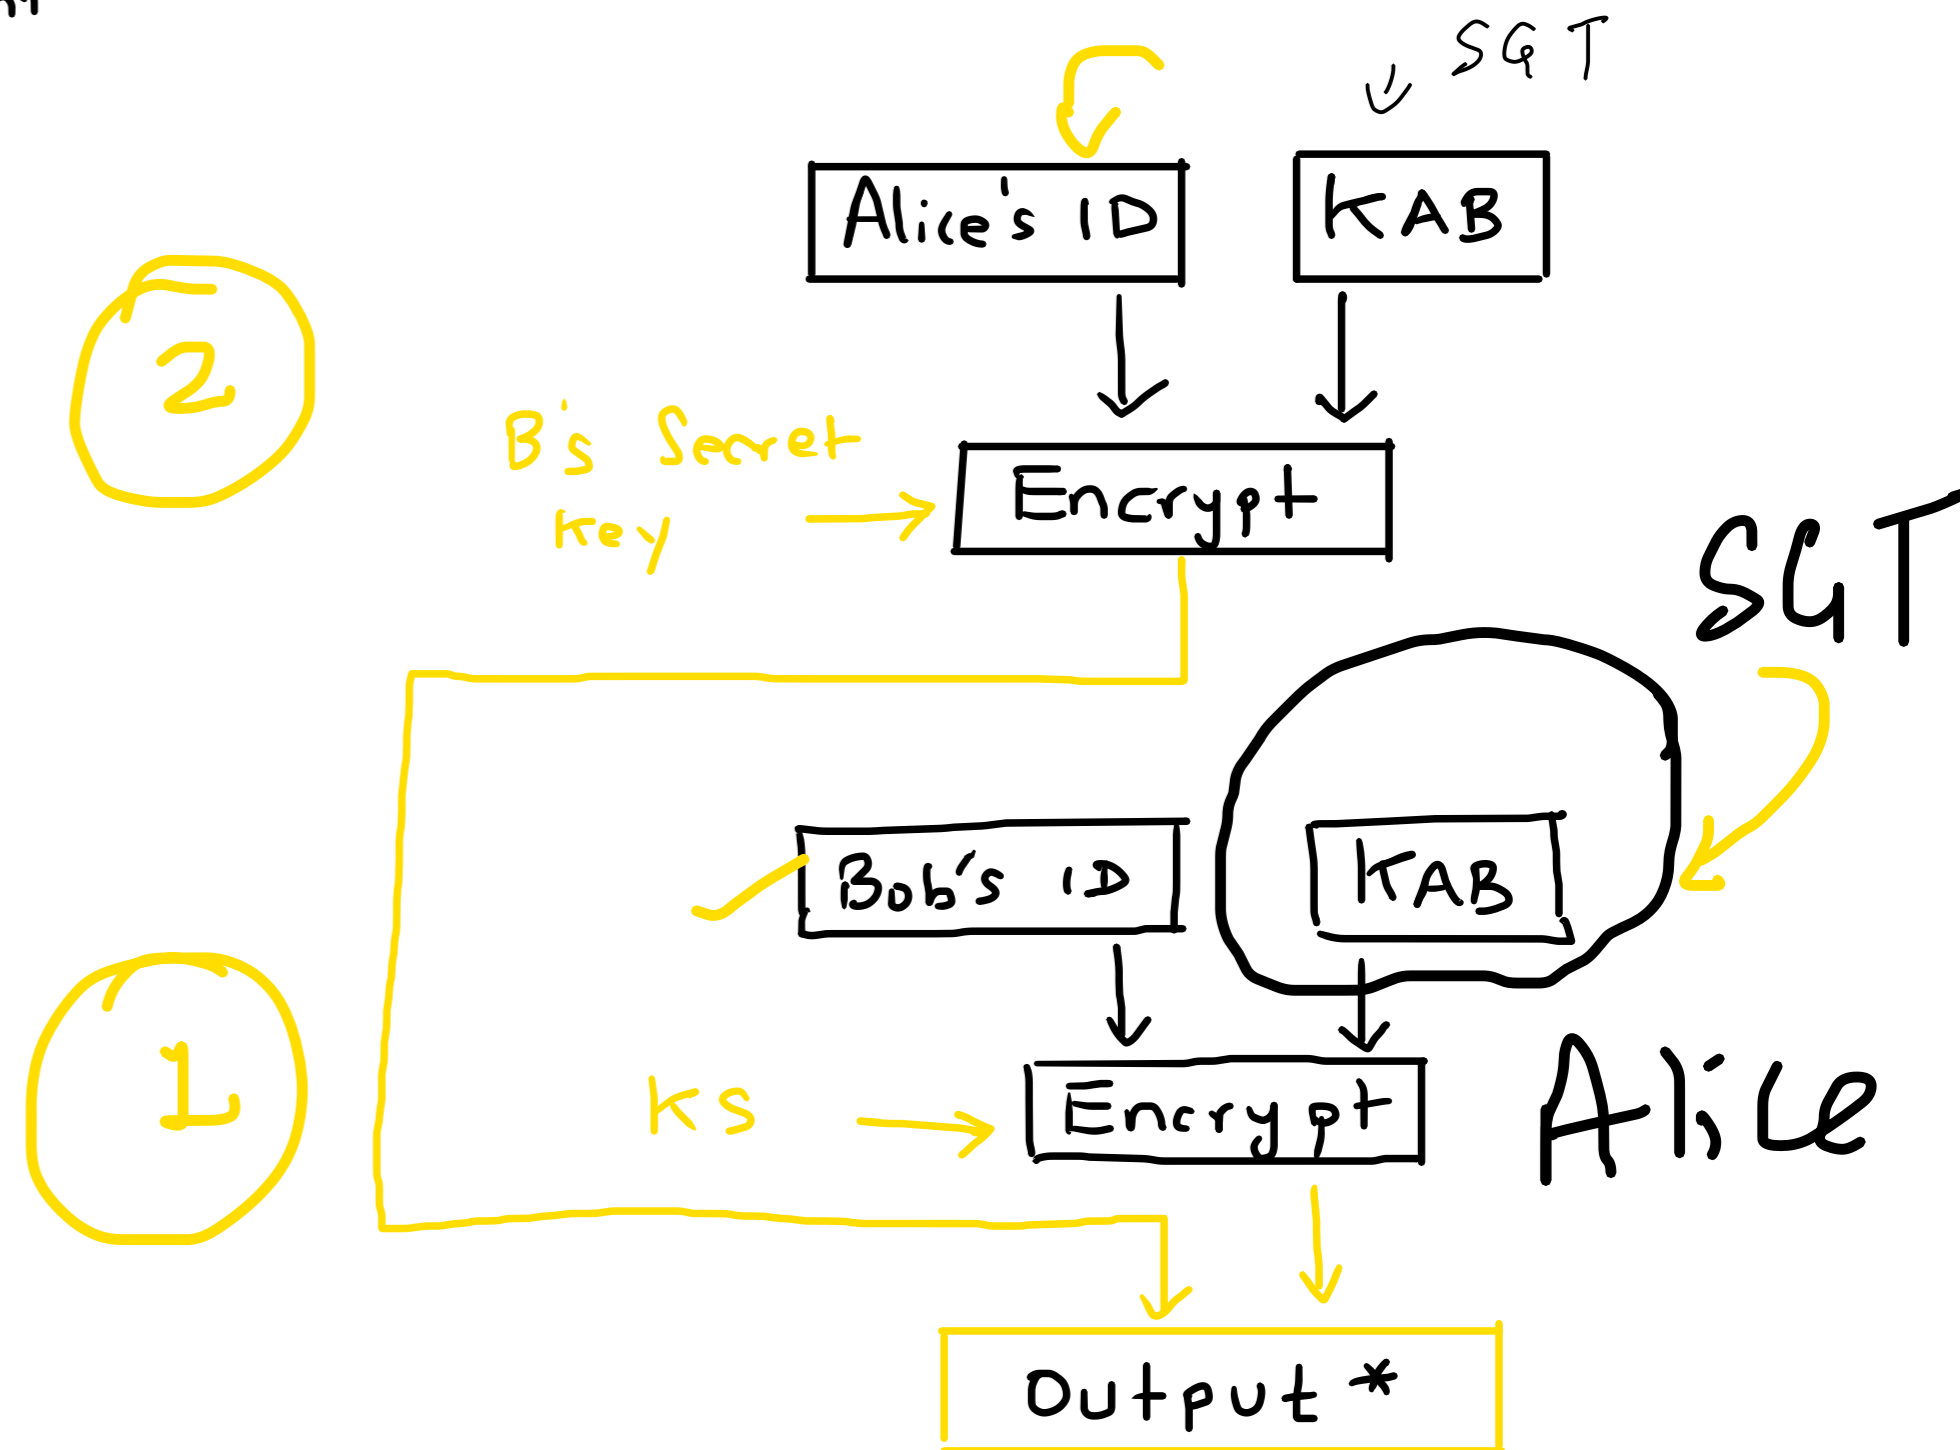 SGT
Alice's ID
KAB
2
B's Secret
Key
Encrypt
SGT
Bob's ID
KAB
1
KS
Encrypt
Alice
Output *